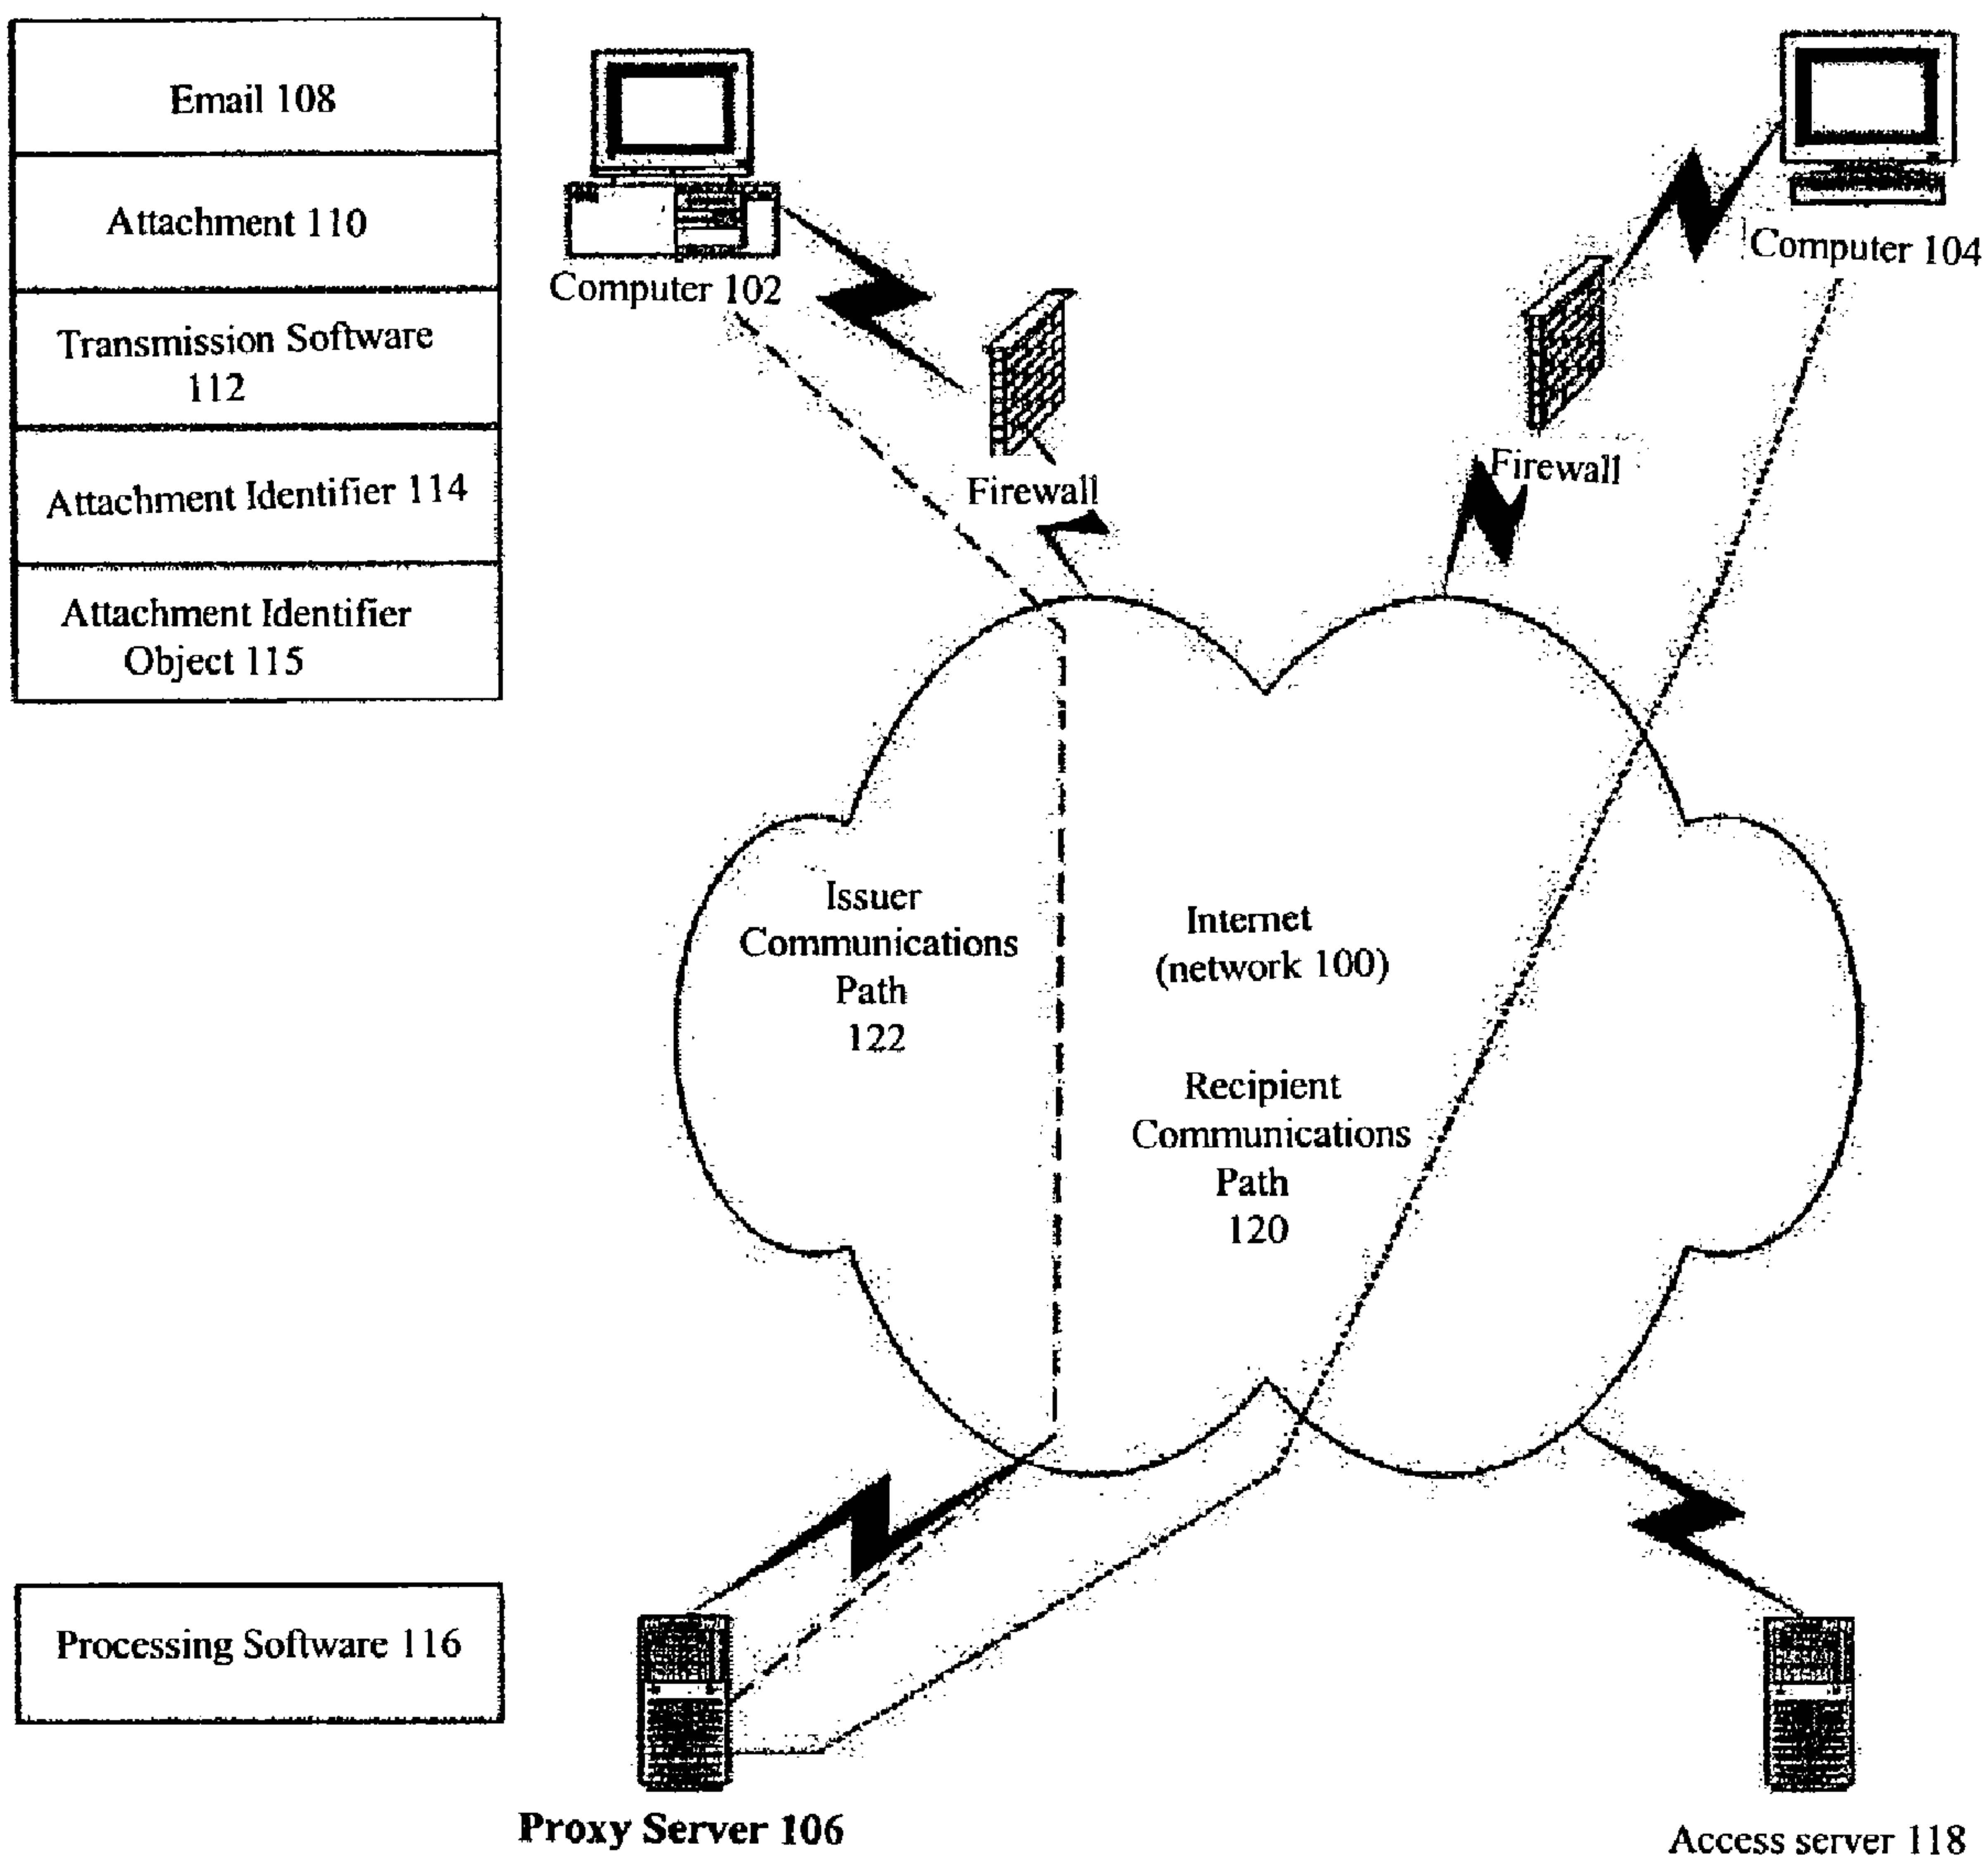 Email 108
Attachment 110
Transmission Software
112
Attachment Identifier 114
Attachment Identifier
Object 115
Computer 102
Computer 104
Firewall
Firewall
Issuer
Communications
Path
122
Internet
(network 100)
Recipient
Communications
Path
120
Processing Software 116
Proxy Server 106
Access server 118